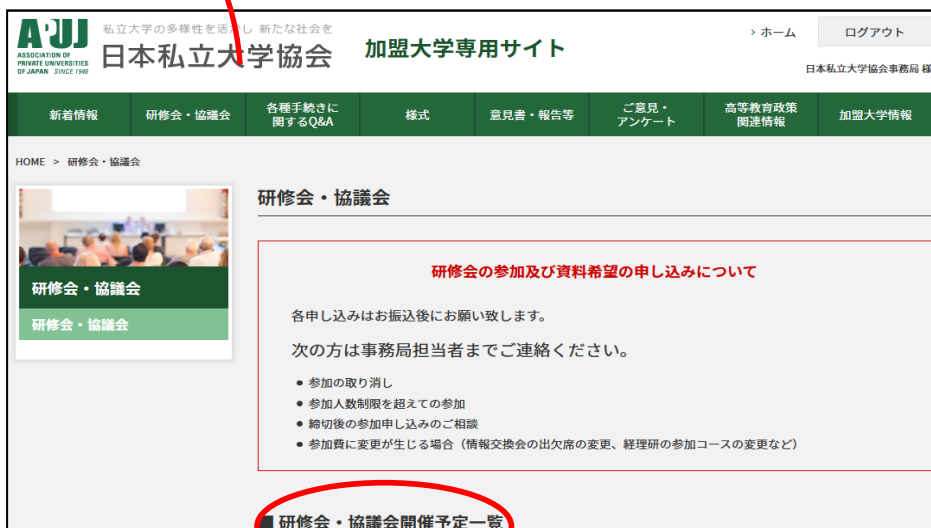 APUJ
ASSOCIATION OF
PRIVATE UNIVERSITIES
OF JAPAN SINCE 1946
私立大学の多様性を活かし 新たな社会を
日本私立大学協会
加盟大学専用サイト
› ホーム
ログアウト
日本私立大学協会事務局 様
新着情報
研修会・協議会
各種手続きに
関するQ&A
様式
意見書・報告等
ご意見・
アンケート
高等教育政策
関連情報
加盟大学情報
HOME > 研修会・協議会
研修会・協議会
研修会・協議会
研修会・協議会
研修会の参加及び資料希望の申し込みについて
各申し込みはお振込後にお願い致します。
次の方は事務局担当者までご連絡ください。
● 参加の取り消し
● 参加人数制限を超えての参加
● 締切後の参加申し込みのご相談
● 参加費に変更が生じる場合（情報交換会の出欠席の変更、経理研の参加コースの変更など）
■ 研修会・協議会開催予定一覧